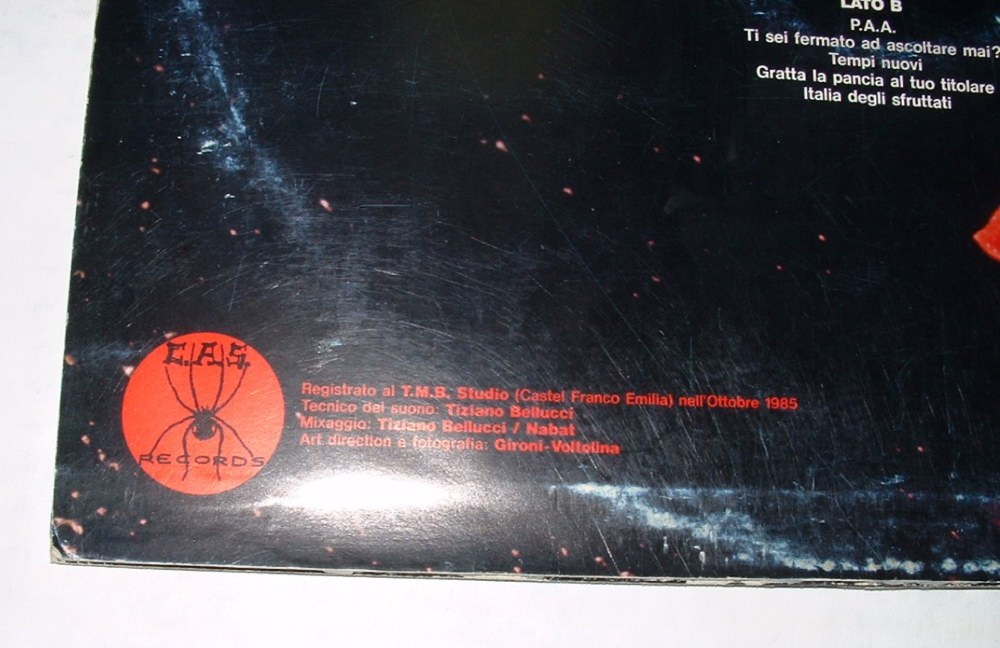 LATO B
P.A.A.
Ti sei fermato ad ascoltare mai?
Tempi nuovi
Gratta la pancia al tuo titolare
Italia degli sfruttati
C.A.S.
RECORDS
Registrato al T.M.B. Studio (Castel Franco Emilia) nell'Ottobre 1985
Tecnico del suono: Tiziano Bellucci
Mixaggio: Tiziano Bellucci / Nabat
Art direction e fotografia: Gironi-Voltolina